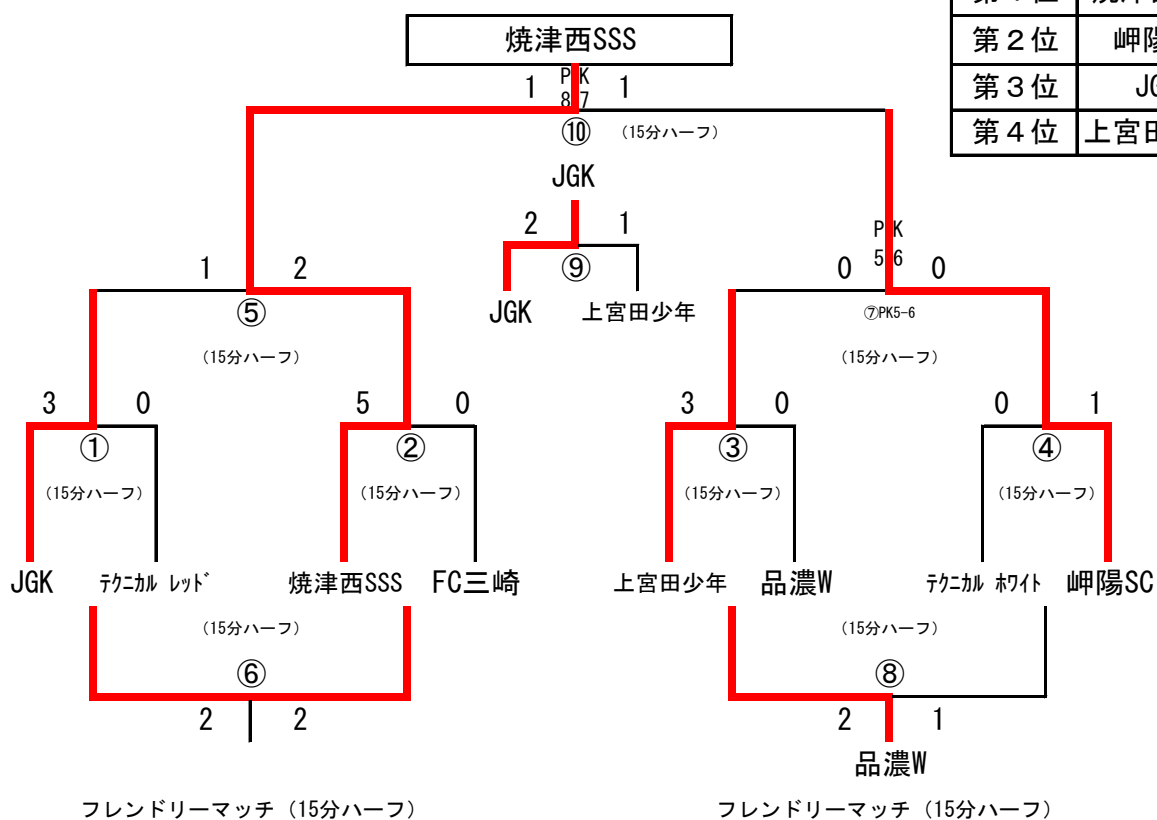 焼津西SSS
第２位 岬陽
第３位
第４位 上宮田
1 PK 1
8 7
⑩ (15分ハーフ)
JGK
2 1
⑨
JGK 上宮田少年
PK
5 6
1 2
⑤
(15分ハーフ)
0 0
⑦PK5-6
(15分ハーフ)
3 0
①
(15分ハーフ)
5 0
②
(15分ハーフ)
3 0
③
(15分ハーフ)
0 1
④
(15分ハーフ)
JGK ﾃｸﾆｶﾙ ﾚｯﾄﾞ 焼津西SSS FC三崎
上宮田少年 品濃W ﾃｸﾆｶﾙ ﾎﾜｲﾄ 岬陽SC
(15分ハーフ)
⑥
2 2
(15分ハーフ)
⑧
2 1
品濃W
フレンドリーマッチ (15分ハーフ)
フレンドリーマッチ (15分ハーフ)